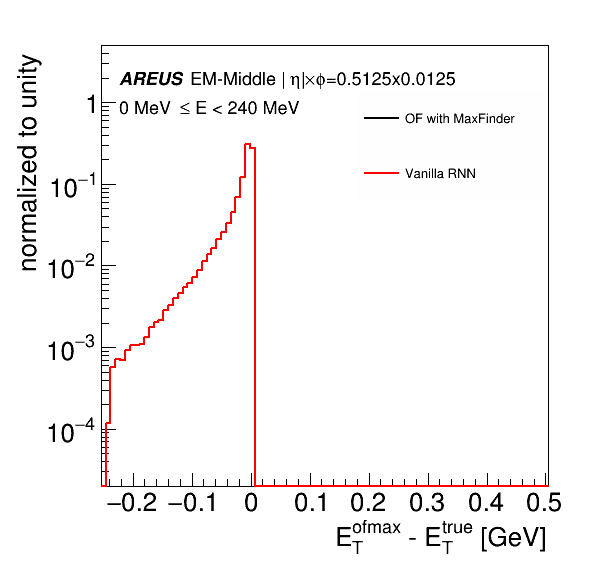 AREUS EM-Middle | η|×ϕ=0.5125x0.0125
0 MeV ≤ E < 240 MeV
OF with MaxFinder
Vanilla RNN
normalized to unity
1
10⁻¹
10⁻²
10⁻³
10⁻⁴
−0.2 −0.1 0 0.1 0.2 0.3 0.4 0.5
E_T^ofmax - E_T^true [GeV]